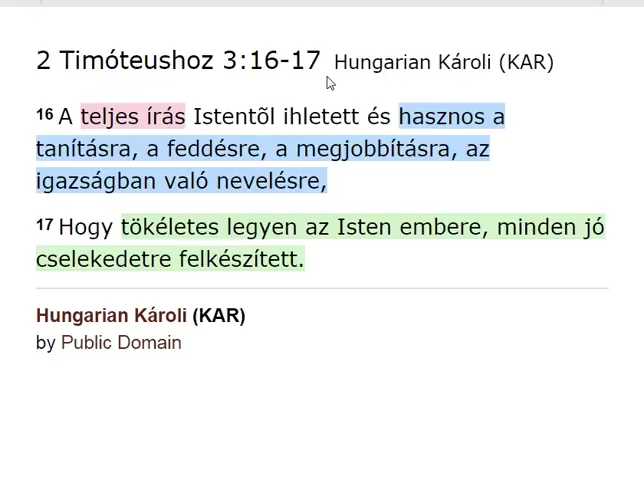 2 Timóteushoz 3:16-17 Hungarian Károli (KAR)
16 A teljes írás Istentõl ihletett és hasznos a
tanításra, a feddésre, a megjobbításra, az
igazságban való nevelésre,
17 Hogy tökéletes legyen az Isten embere, minden jó
cselekedetre felkészített.
Hungarian Károli (KAR)
by Public Domain